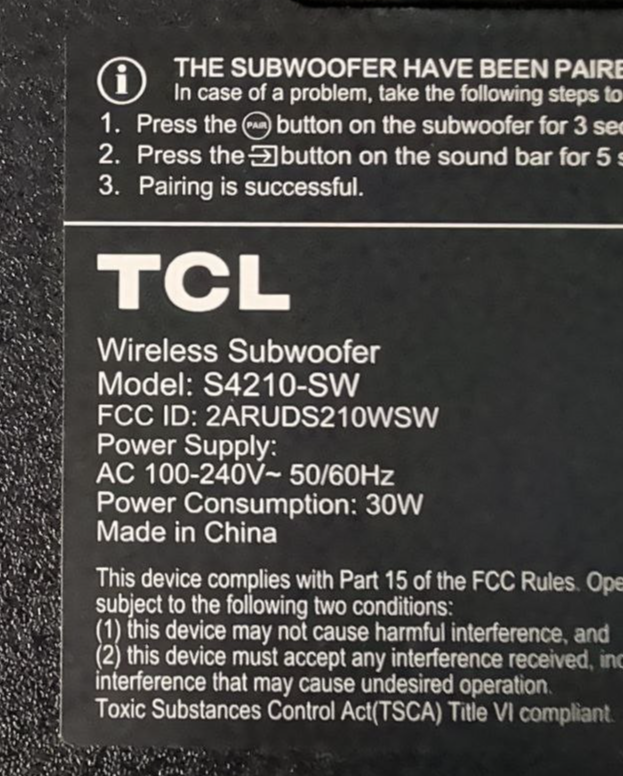 THE SUBWOOFER HAVE BEEN PAIRE
In case of a problem, take the following steps to
1. Press the PAIR button on the subwoofer for 3 sec
2. Press the button on the sound bar for 5 s
3. Pairing is successful.
TCL
Wireless Subwoofer
Model: S4210-SW
FCC ID: 2ARUDS210WSW
Power Supply:
AC 100-240V~ 50/60Hz
Power Consumption: 30W
Made in China
This device complies with Part 15 of the FCC Rules. Ope
subject to the following two conditions:
(1) this device may not cause harmful interference, and
(2) this device must accept any interference received, inc
interference that may cause undesired operation.
Toxic Substances Control Act(TSCA) Title VI compliant.